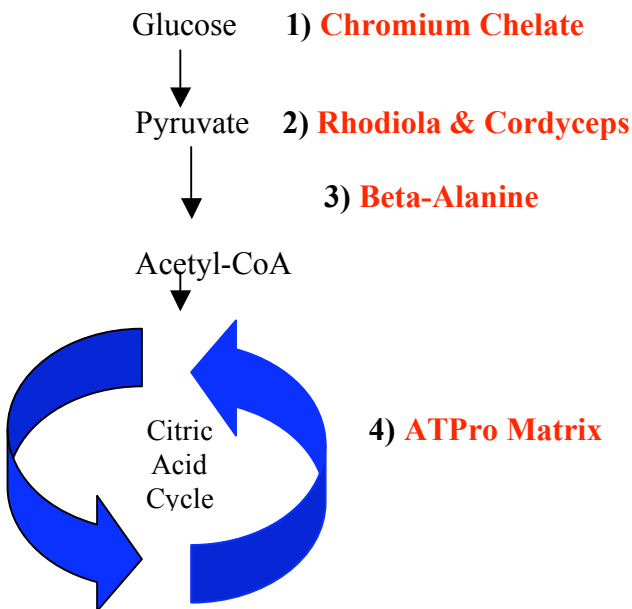 Glucose 1) Chromium Chelate
Pyruvate 2) Rhodiola & Cordyceps
3) Beta-Alanine
Acetyl-CoA
Citric
Acid
Cycle
4) ATPro Matrix